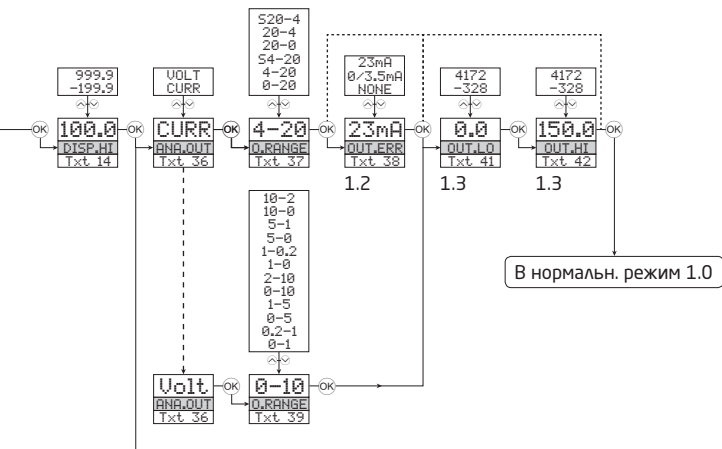 S20-4
20-4
20-0
S4-20
4-20
0-20
999.9
-199.9
VOLT
CURR
23mA
0/3.5mA
NONE
4172
-328
4172
-328
OK
100.0
OK
CURR
OK
4-20
OK
23mA
OK
0.0
OK
150.0
OK
DISP.HI
ANA.OUT
O.RANGE
OUT.ERR
OUT.LO
OUT.HI
Txt 14
Txt 36
Txt 37
Txt 38
Txt 41
Txt 42
1.2
1.3
1.3
10-2
10-0
5-1
5-0
1-0.2
1-0
2-10
0-10
1-5
0-5
0.2-1
0-1
В нормальн. режим 1.0
Volt
OK
0-10
OK
ANA.OUT
O.RANGE
Txt 36
Txt 39